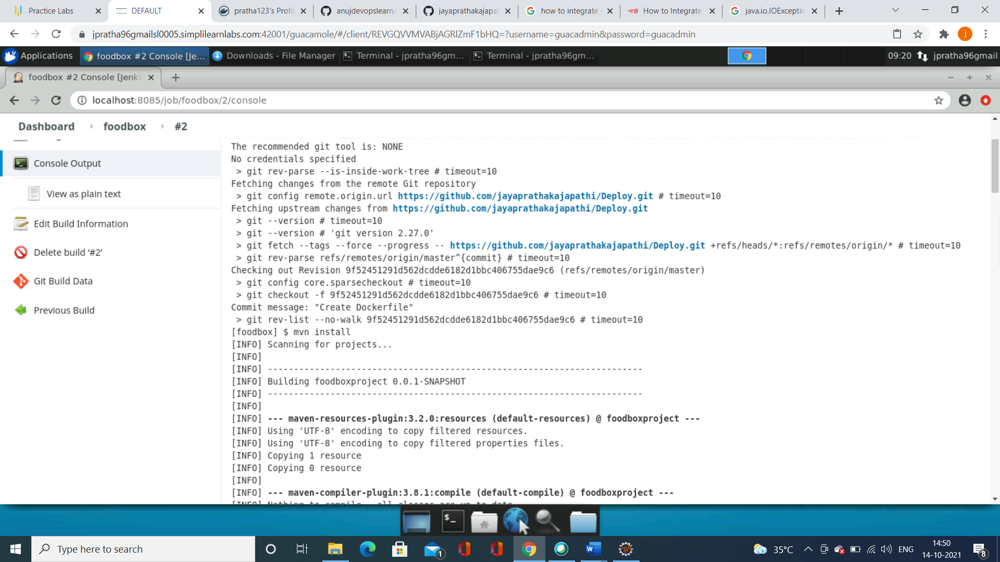 Practice Labs
DEFAULT
pratha123's Profil
anujdevopslearn/
jayaprathakajapat
how to integrate
How to Integrate
java.io.IOExceptio
jpratha96gmailsl0005.simplilearnlabs.com:42001/guacamole/#/client/REVGQVVMVABjAGRlZmF1bHQ=?username=guacadmin&password=guacadmin
j
Applications
foodbox #2 Console [Je...
Downloads - File Manager
Terminal - jpratha96gm...
Terminal - jpratha96gm...
09:20
jpratha96gmail
foodbox #2 Console [Jenki
localhost:8085/job/foodbox/2/console
Dashboard
foodbox
#2
Console Output
View as plain text
Edit Build Information
Delete build ‘#2’
Git Build Data
Previous Build
The recommended git tool is: NONE
No credentials specified
> git rev-parse --is-inside-work-tree # timeout=10
Fetching changes from the remote Git repository
> git config remote.origin.url https://github.com/jayaprathakajapathi/Deploy.git # timeout=10
Fetching upstream changes from https://github.com/jayaprathakajapathi/Deploy.git
> git --version # timeout=10
> git --version # 'git version 2.27.0'
> git fetch --tags --force --progress -- https://github.com/jayaprathakajapathi/Deploy.git +refs/heads/*:refs/remotes/origin/* # timeout=10
> git rev-parse refs/remotes/origin/master^{commit} # timeout=10
Checking out Revision 9f52451291d562dcdde6182d1bbc406755dae9c6 (refs/remotes/origin/master)
> git config core.sparsecheckout # timeout=10
> git checkout -f 9f52451291d562dcdde6182d1bbc406755dae9c6 # timeout=10
Commit message: "Create Dockerfile"
> git rev-list --no-walk 9f52451291d562dcdde6182d1bbc406755dae9c6 # timeout=10
[foodbox] $ mvn install
[INFO] Scanning for projects...
[INFO]
[INFO] ------------------------------------------------------------------------
[INFO] Building foodboxproject 0.0.1-SNAPSHOT
[INFO] ------------------------------------------------------------------------
[INFO]
[INFO] --- maven-resources-plugin:3.2.0:resources (default-resources) @ foodboxproject ---
[INFO] Using 'UTF-8' encoding to copy filtered resources.
[INFO] Using 'UTF-8' encoding to copy filtered properties files.
[INFO] Copying 1 resource
[INFO] Copying 0 resource
[INFO]
[INFO] --- maven-compiler-plugin:3.8.1:compile (default-compile) @ foodboxproject ---
[INFO] Nothing to compile - all classes are up to date
Type here to search
1
35°C
ENG
14:50
14-10-2021
8